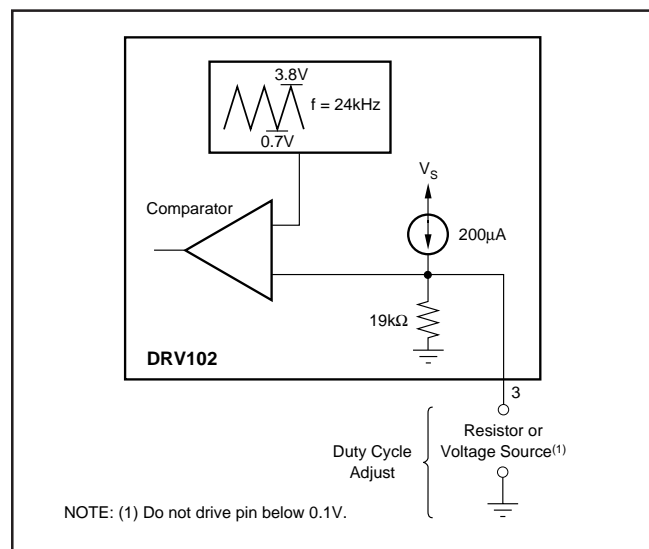 3.8V
f = 24kHz
0.7V
VS
Comparator
200μA
19kΩ
DRV102
3
Duty Cycle
Adjust
Resistor or
Voltage Source(1)
NOTE: (1) Do not drive pin below 0.1V.